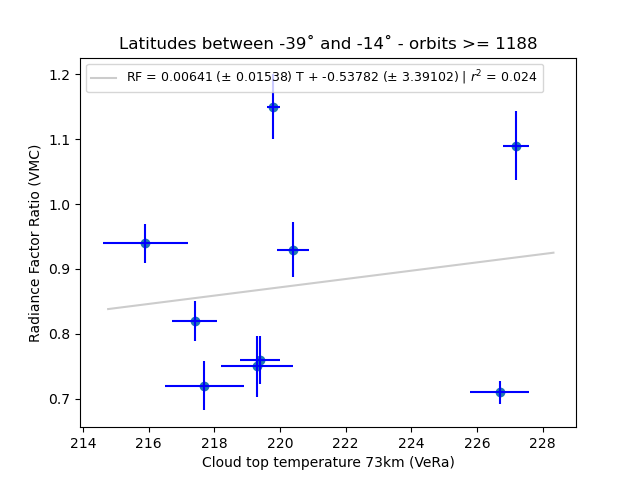 Latitudes between -39˚ and -14˚ - orbits >= 1188
RF = 0.00641 (± 0.01538) T + -0.53782 (± 3.39102) | r² = 0.024
1.2
1.1
1.0
0.9
0.8
0.7
Radiance Factor Ratio (VMC)
214 216 218 220 222 224 226 228
Cloud top temperature 73km (VeRa)